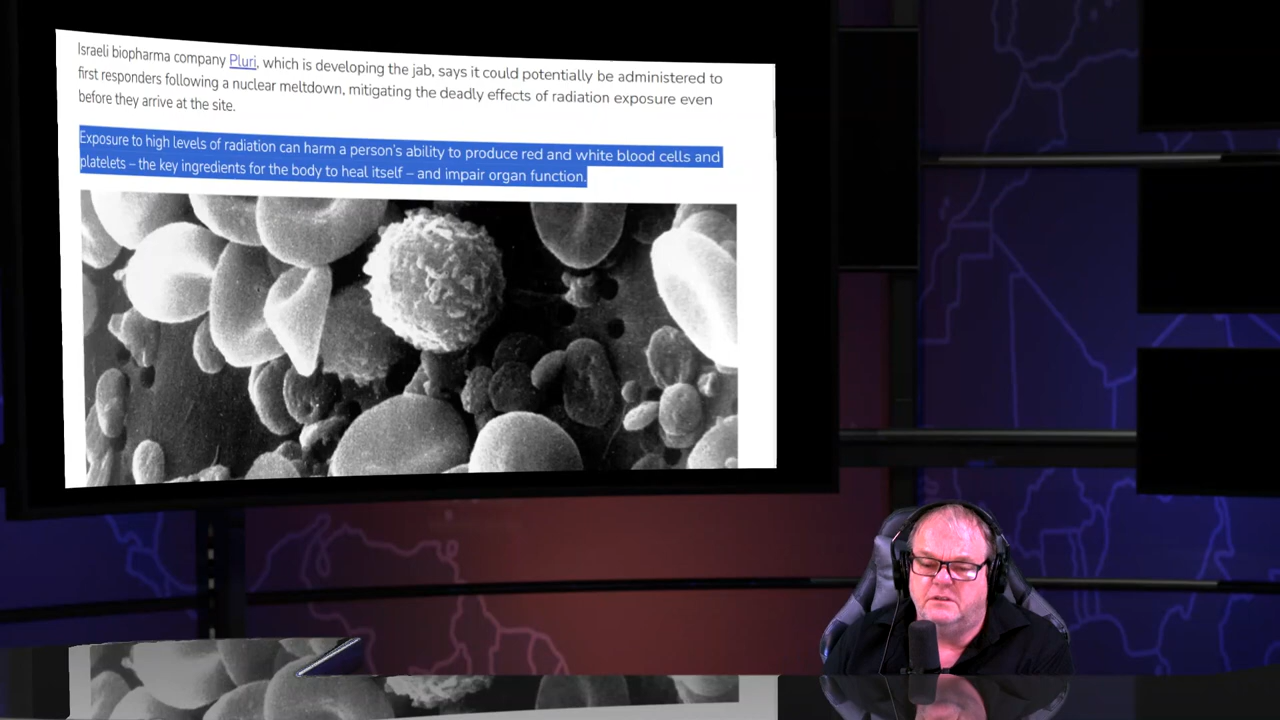 Israeli biopharma company Pluri, which is developing the jab, says it could potentially be administered to
first responders following a nuclear meltdown, mitigating the deadly effects of radiation exposure even
before they arrive at the site.
Exposure to high levels of radiation can harm a person's ability to produce red and white blood cells and
platelets – the key ingredients for the body to heal itself – and impair organ function.